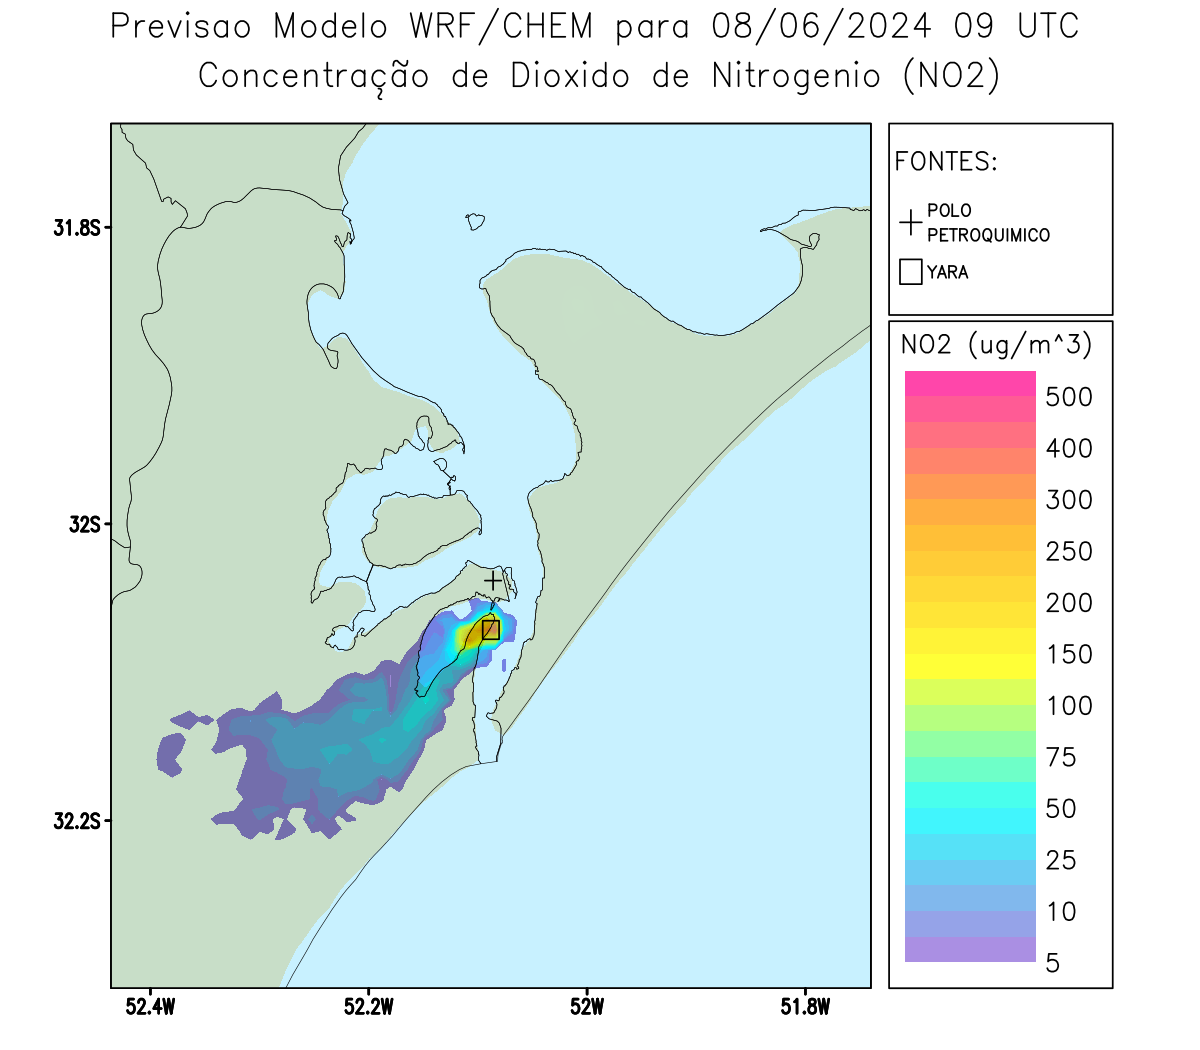 Previsao Modelo WRF/CHEM para 08/06/2024 09 UTC
Concentração de Dioxido de Nitrogenio (NO2)
FONTES:
POLO
PETROQUIMICO
YARA
NO2 (ug/m^3)
500
400
300
250
200
150
100
75
50
25
10
5
31.8S
32S
32.2S
52.4W
52.2W
52W
51.8W